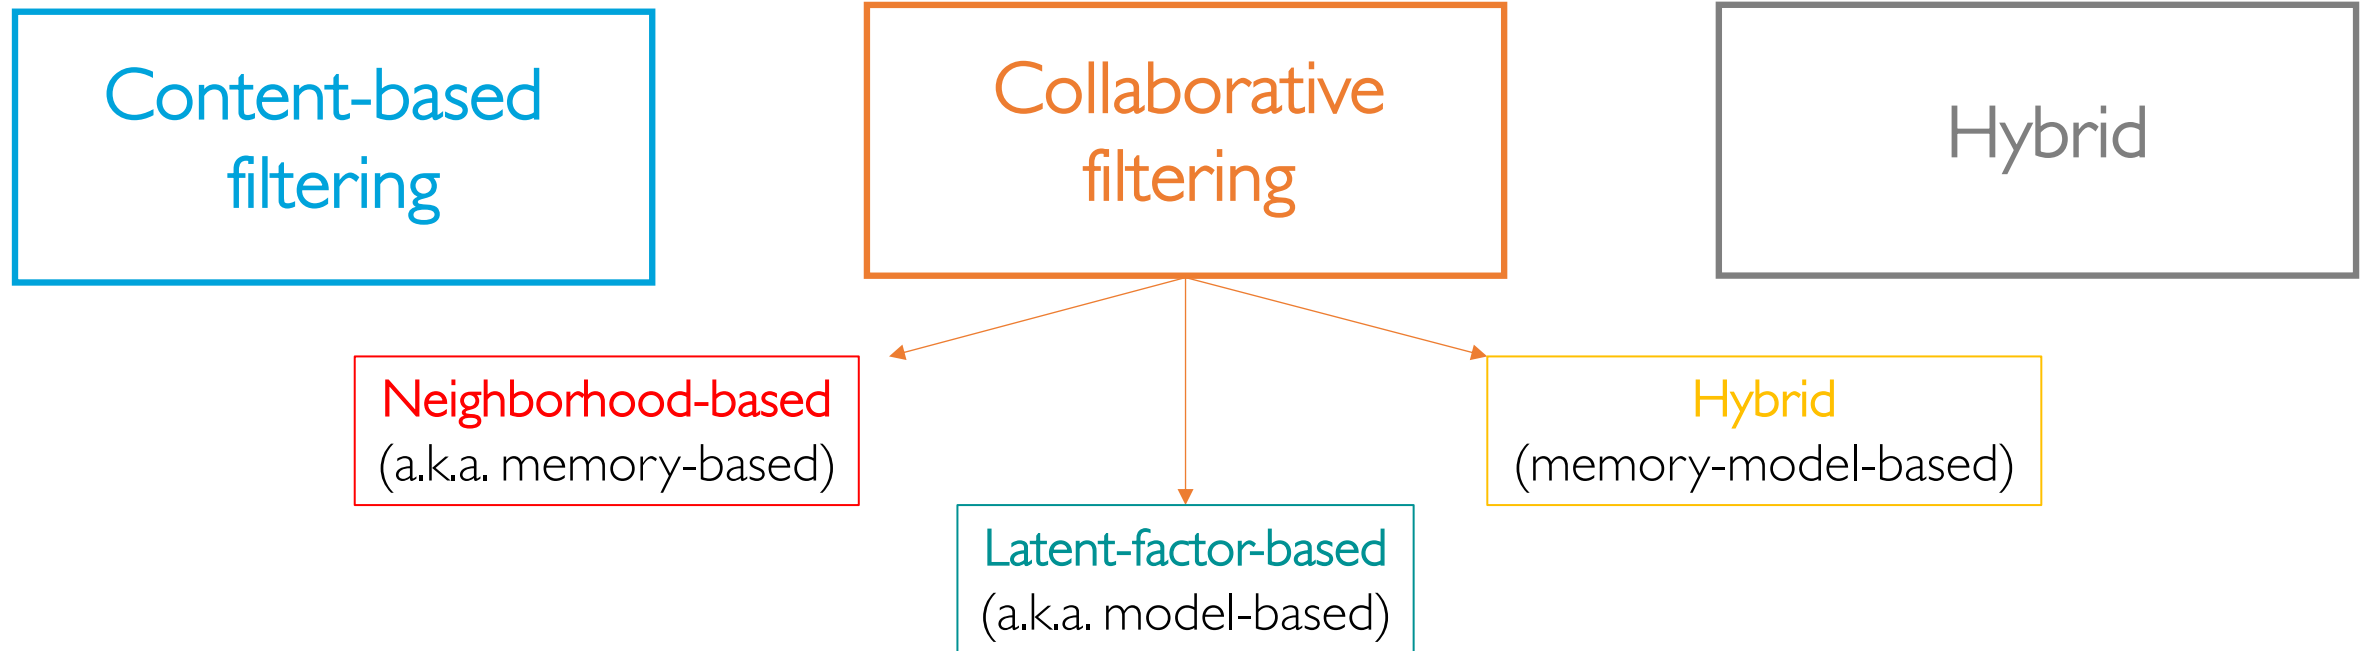 Content-based
filtering
Collaborative
filtering
Hybrid
Neighborhood-based
(a.k.a. memory-based)
Latent-factor-based
(a.k.a. model-based)
Hybrid
(memory-model-based)